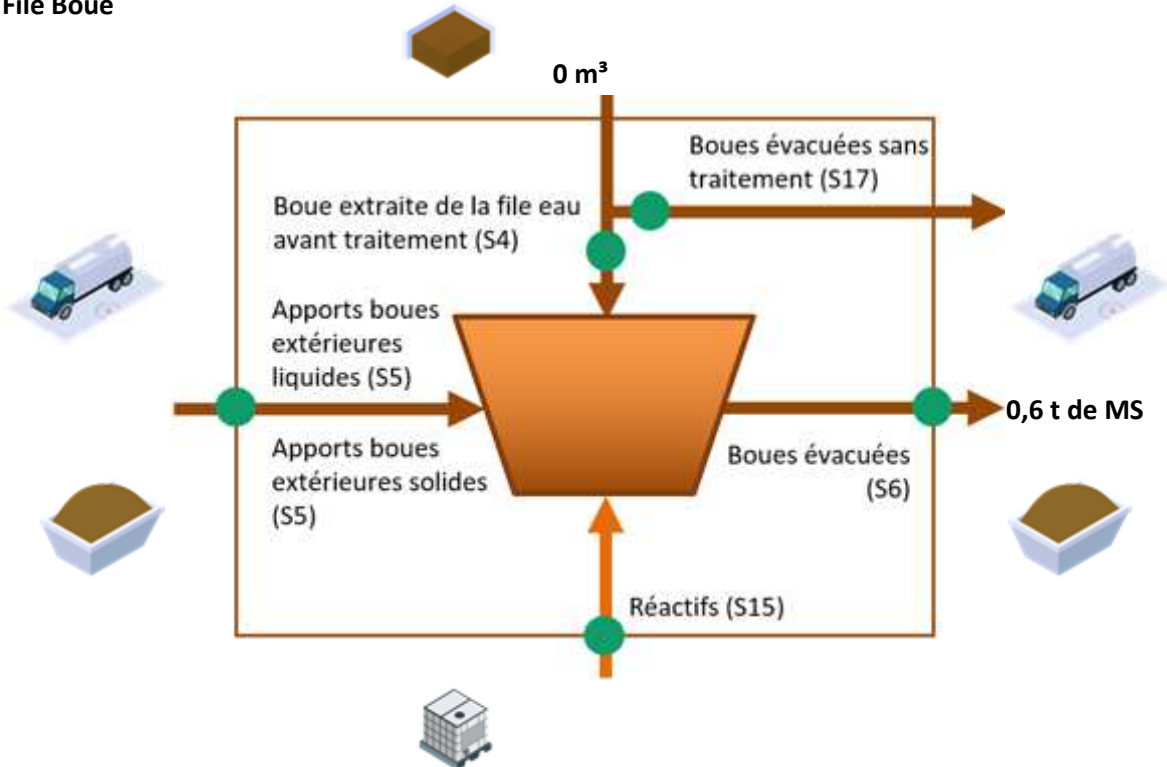 File Boue
0 m³
Boues évacuées sans
traitement (S17)
Boue extraite de la file eau
avant traitement (S4)
Apports boues
extérieures
liquides (S5)
0,6 t de MS
Apports boues
extérieures solides
(S5)
Boues évacuées
(S6)
Réactifs (S15)